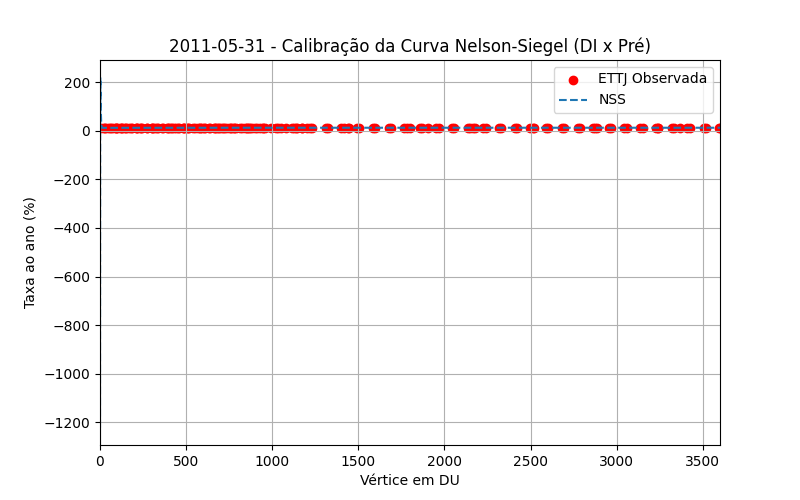 2011-05-31 - Calibração da Curva Nelson-Siegel (DI x Pré)
ETTJ Observada
NSS
Taxa ao ano (%)
200
0
−200
−400
−600
−800
−1000
−1200
0 500 1000 1500 2000 2500 3000 3500
Vértice em DU